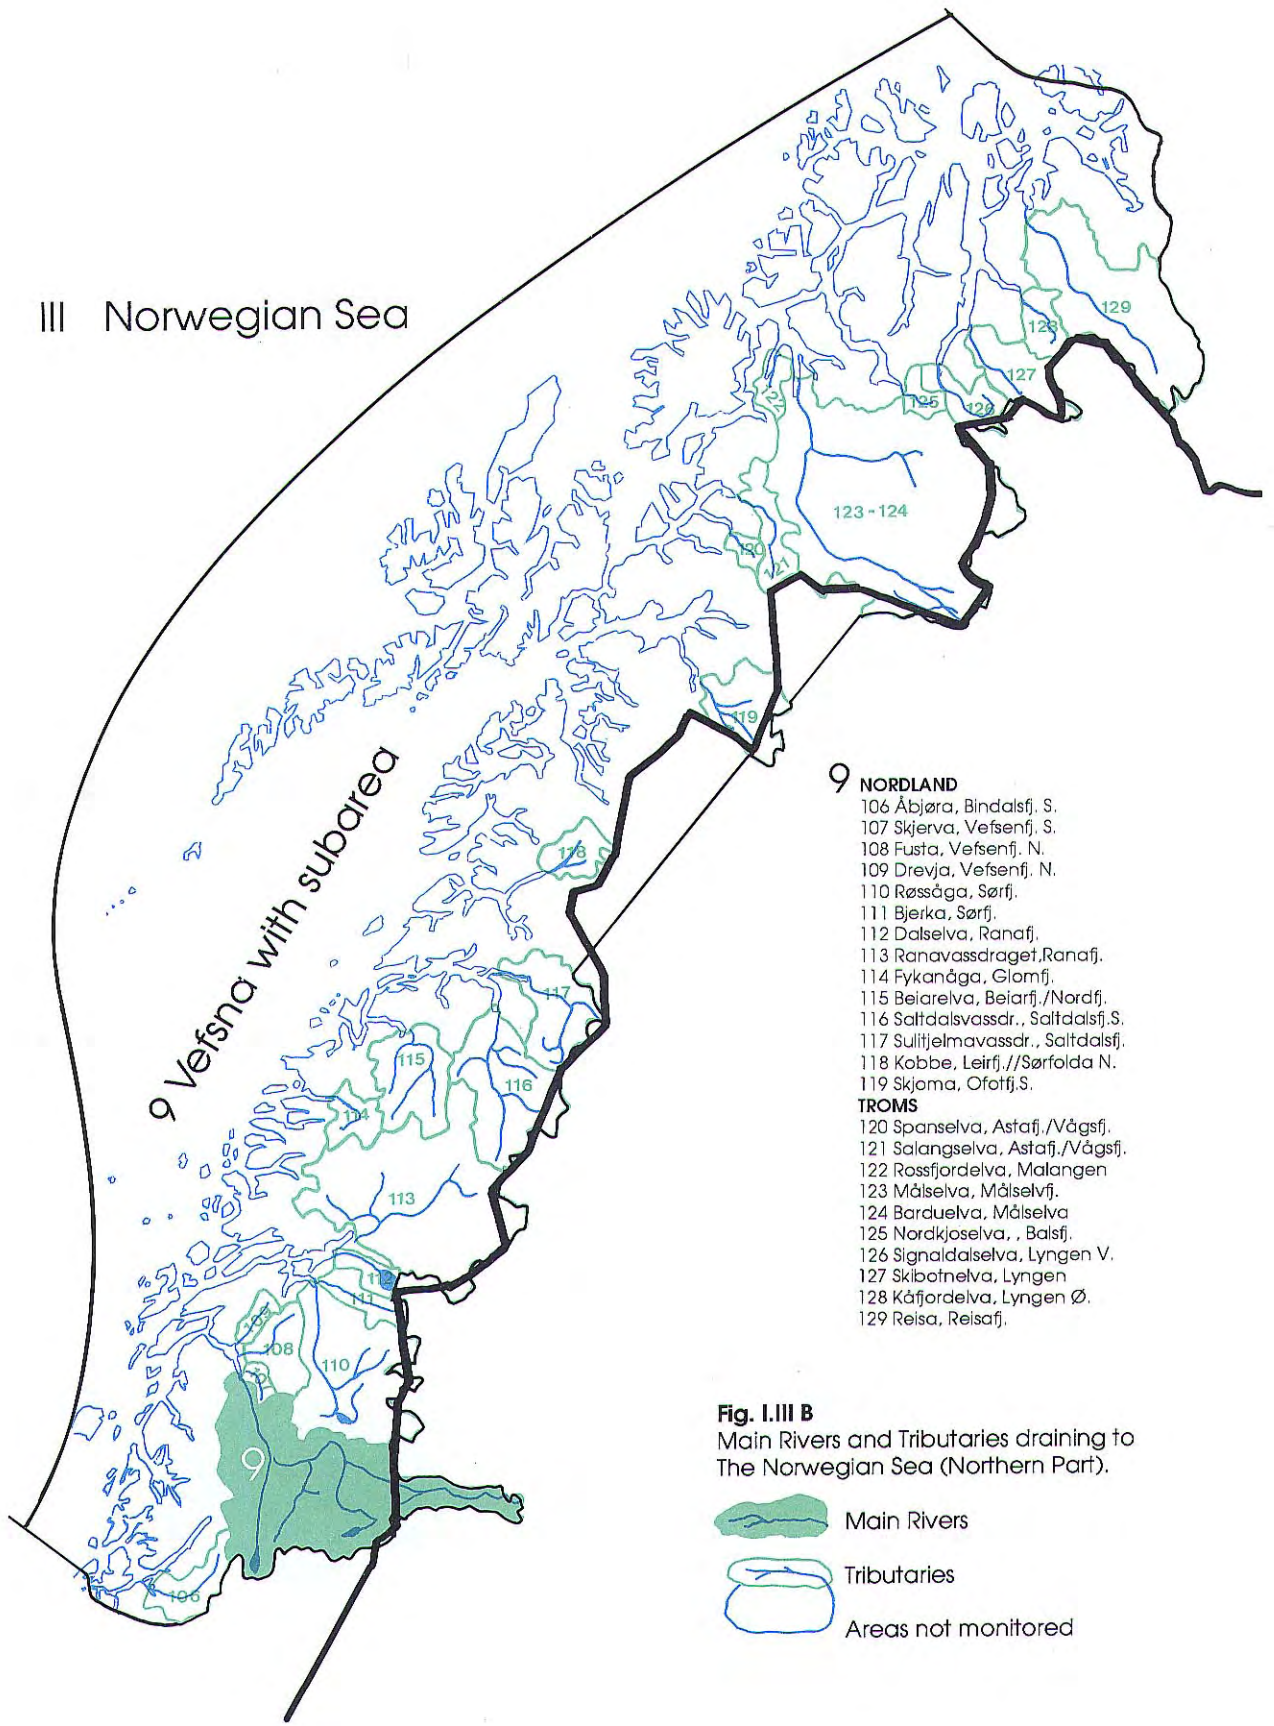 III Norwegian Sea
9 Vefsna with subarea
129
128
127
122
125
126
123-124
120
121
119
118
117
115
116
114
113
112
111
109
108
110
9
106
9 NORDLAND
106 Åbjøra, Bindalsfj. S.
107 Skjerva, Vefsenfj. S.
108 Fusta, Vefsenfj. N.
109 Drevja, Vefsenfj. N.
110 Røssåga, Sørfj.
111 Bjerka, Sørfj.
112 Dalselva, Ranafj.
113 Ranavassdraget,Ranafj.
114 Fykanåga, Glomfj.
115 Beiarelva, Beiarfj./Nordfj.
116 Saltdalsvassdr., Saltdalsfj.S.
117 Sulitjelmavassdr., Saltdalsfj.
118 Kobbe, Leirfj.//Sørfolda N.
119 Skjoma, Ofotfj.S.
TROMS
120 Spanselva, Astafj./Vågsfj.
121 Salangselva, Astafj./Vågsfj.
122 Rossfjordelva, Malangen
123 Målselva, Målselvfj.
124 Barduelva, Målselva
125 Nordkjoselva, , Balsfj.
126 Signaldalselva, Lyngen V.
127 Skibotnelva, Lyngen
128 Kåfjordelva, Lyngen Ø.
129 Reisa, Reisafj.
Fig. I.III B
Main Rivers and Tributaries draining to
The Norwegian Sea (Northern Part).
Main Rivers
Tributaries
Areas not monitored